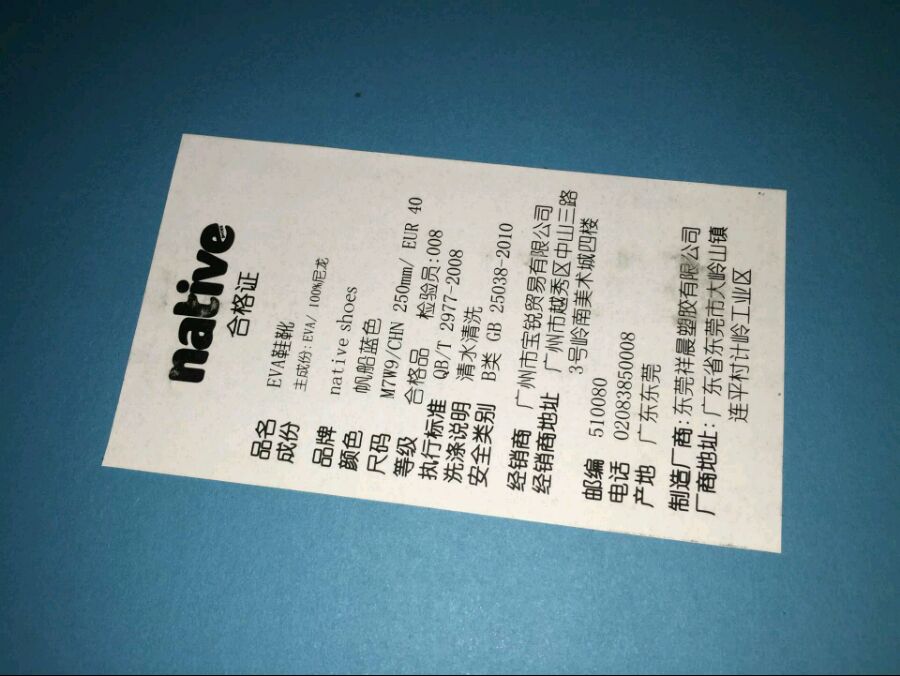 native
合格证
品名 EVA鞋靴
成份 主成份:EVA/ 100%尼龙
品牌 native shoes
颜色 帆船蓝色
尺码 M7W9/CHN 250mm/ EUR 40
等级 合格品 检验员:008
执行标准 QB/T 2977-2008
洗涤说明 清水清洗
安全类别 B类 GB 25038-2010
经销商 广州市宝锐贸易有限公司
经销商地址 广州市越秀区中山三路
3号岭南美术城四楼
邮编 510080
电话 02083850008
产地 广东东莞
制造厂商:东莞祥晨塑胶有限公司
厂商地址:广东省东莞市大岭山镇
连平村计岭工业区